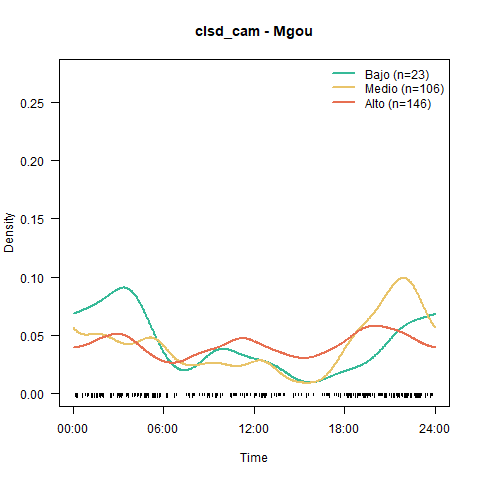 clsd_cam - Mgou
Bajo (n=23)
Medio (n=106)
Alto (n=146)
Density
0.25
0.20
0.15
0.10
0.05
0.00
00:00 06:00 12:00 18:00 24:00
Time